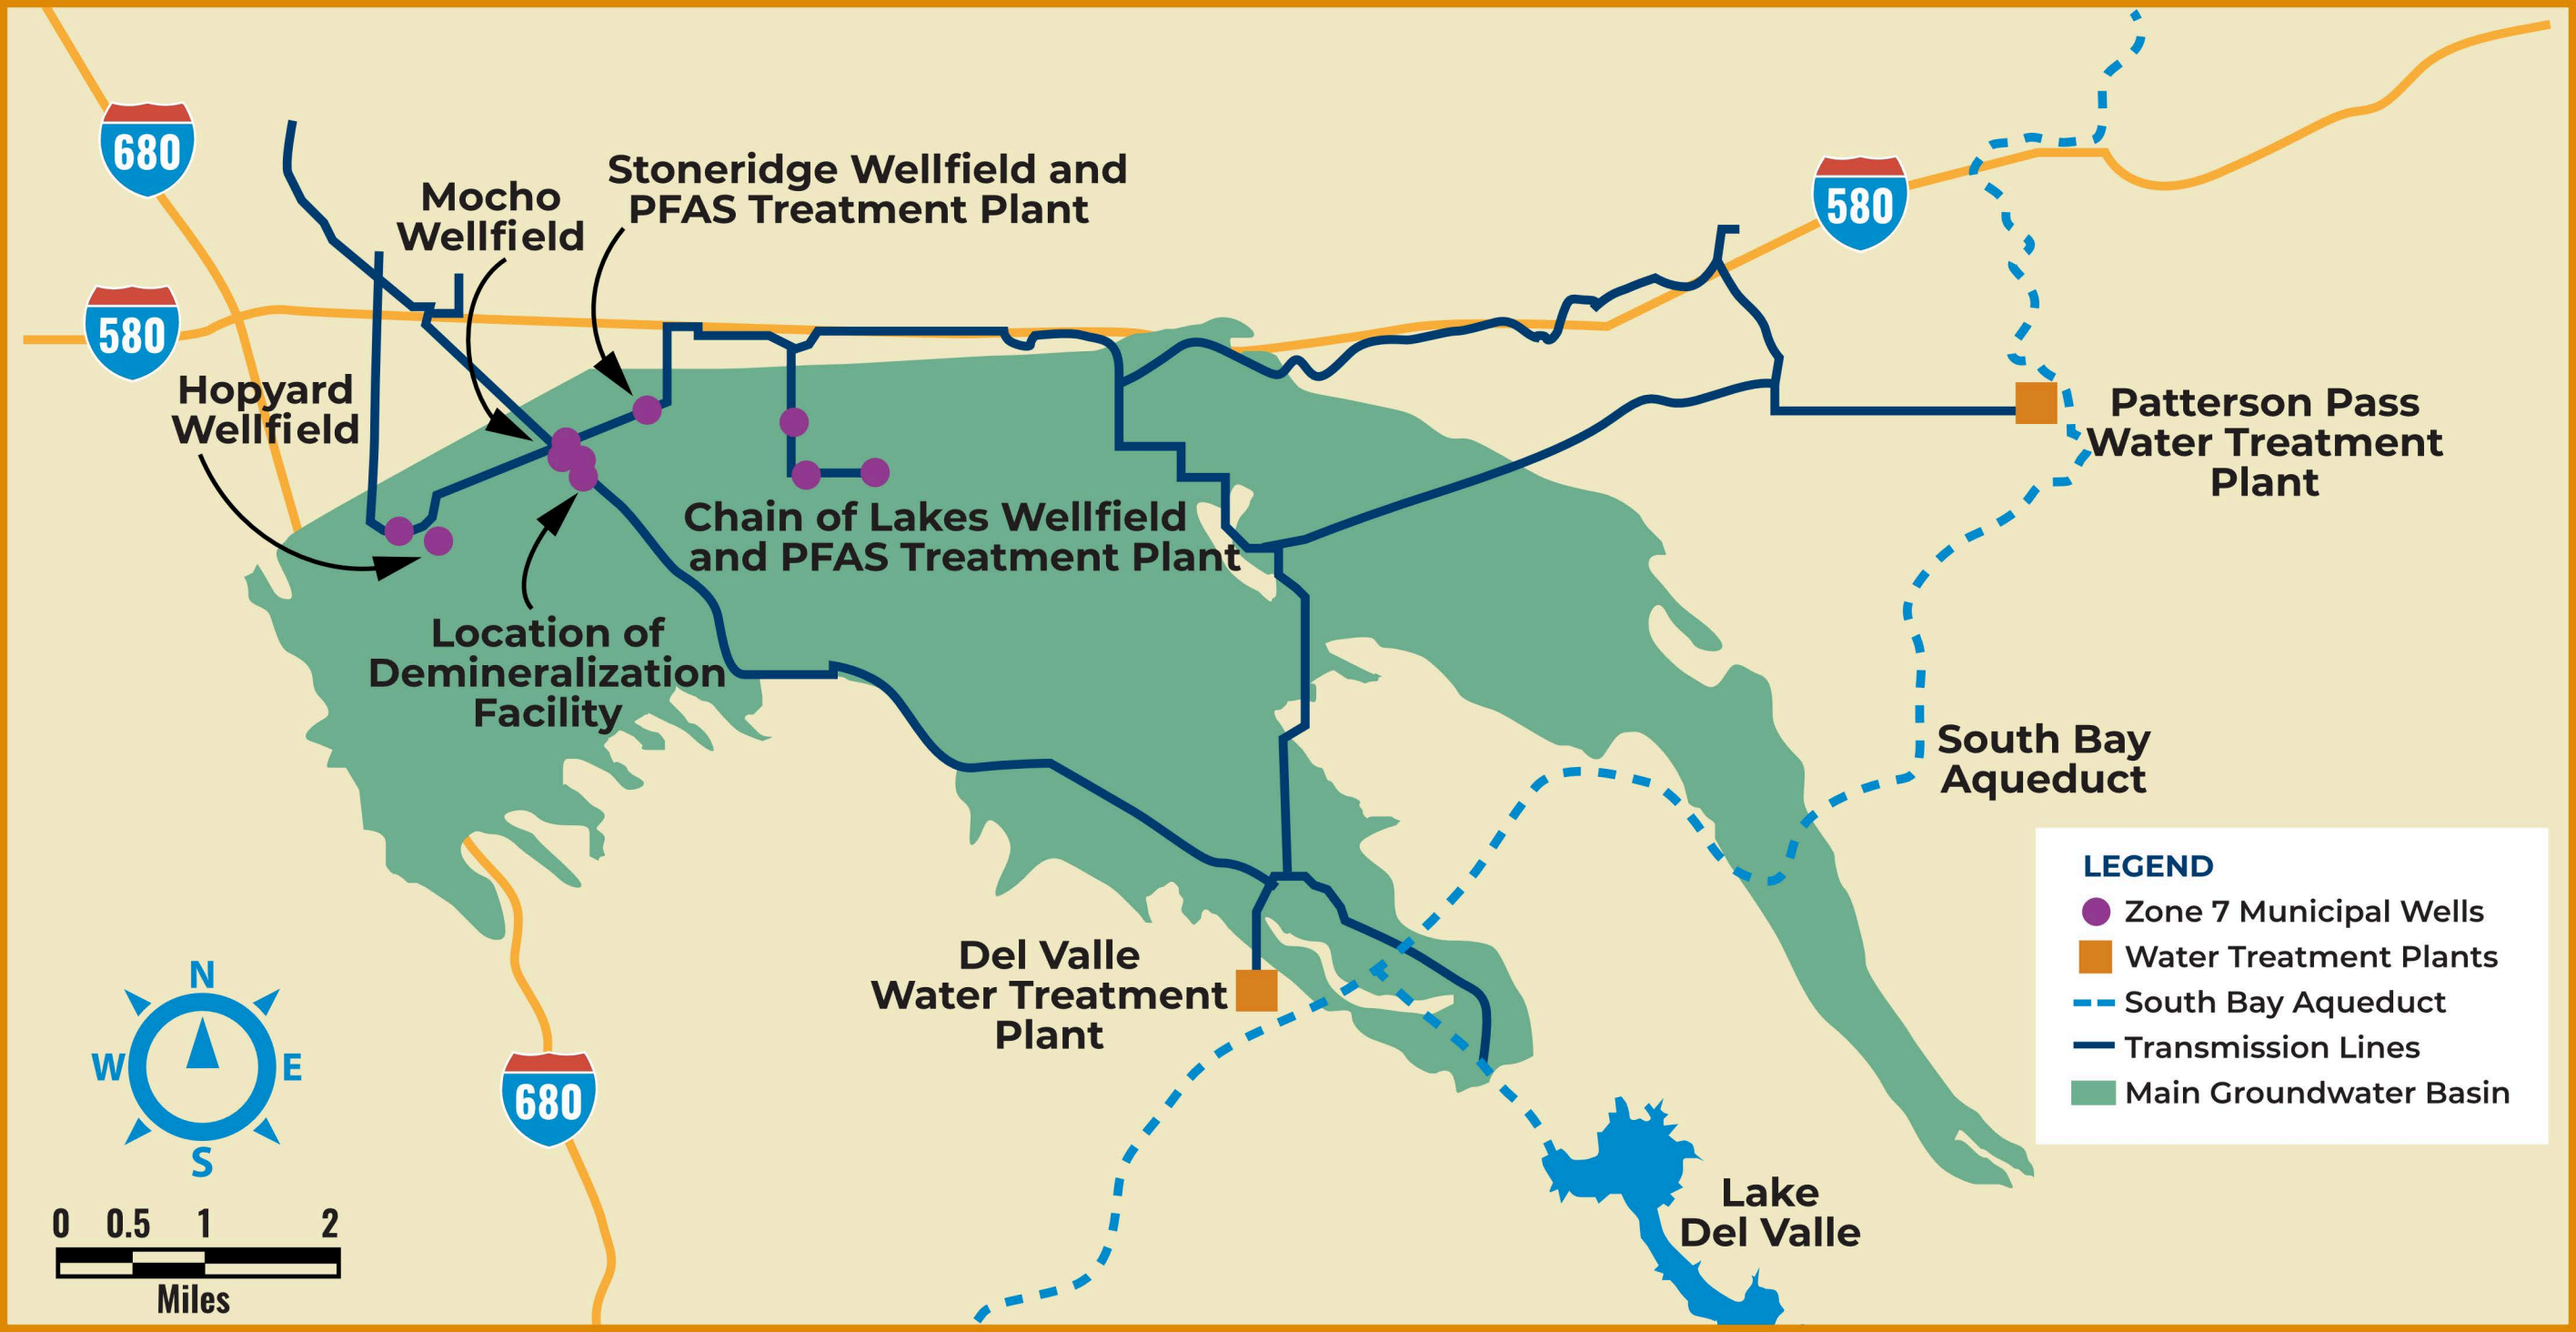 680
Stoneridge Wellfield and
PFAS Treatment Plant
Mocho
Wellfield
580
580
Hopyard
Wellfield
Patterson Pass
Water Treatment
Plant
Chain of Lakes Wellfield
and PFAS Treatment Plant
Location of
Demineralization
Facility
South Bay
Aqueduct
Del Valle
Water Treatment
Plant
LEGEND
Zone 7 Municipal Wells
Water Treatment Plants
South Bay Aqueduct
Transmission Lines
Main Groundwater Basin
N
W E
S
680
Lake
Del Valle
0 0.5 1 2
Miles